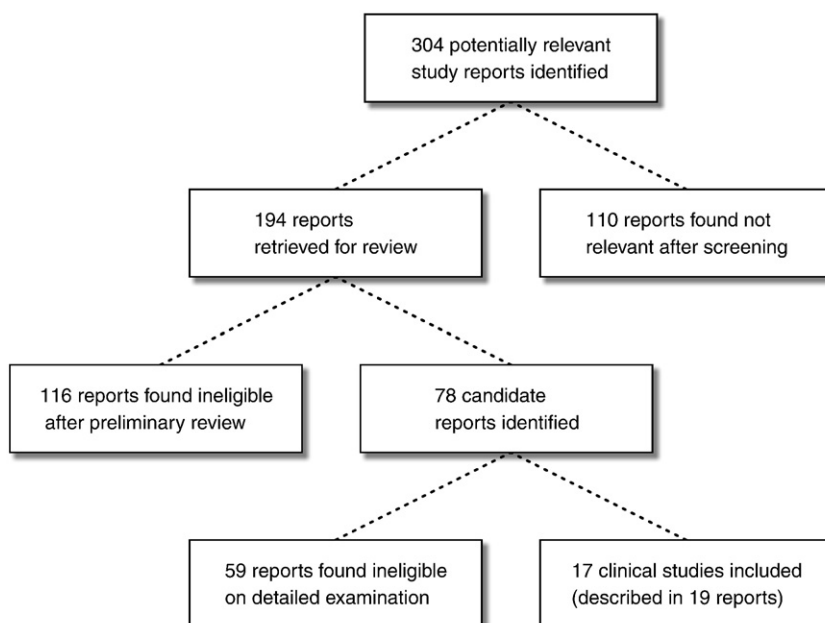 304 potentially relevant
study reports identified
194 reports
retrieved for review
110 reports found not
relevant after screening
116 reports found ineligible
after preliminary review
78 candidate
reports identified
59 reports found ineligible
on detailed examination
17 clinical studies included
(described in 19 reports)